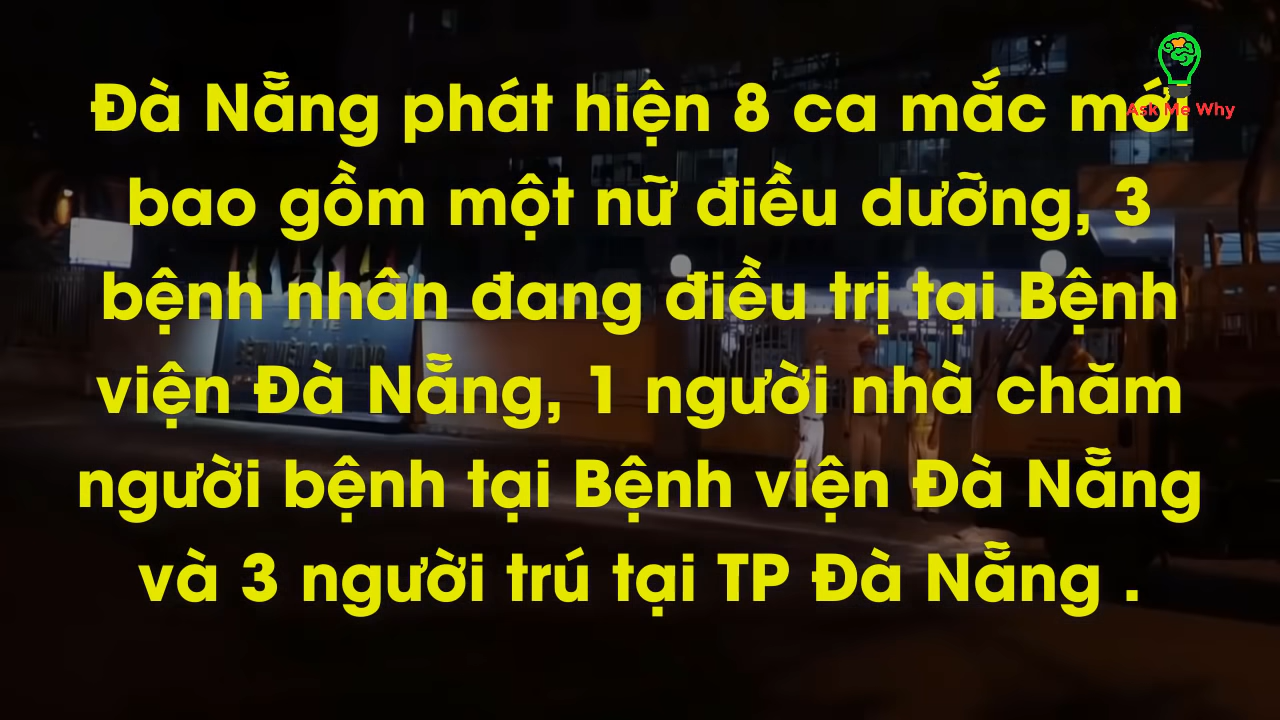 Đà Nẵng phát hiện 8 ca mắc mới
Ask Me Why
bao gồm một nữ điều dưỡng, 3
bệnh nhân đang điều trị tại Bệnh
viện Đà Nẵng, 1 người nhà chăm
người bệnh tại Bệnh viện Đà Nẵng
và 3 người trú tại TP Đà Nẵng .